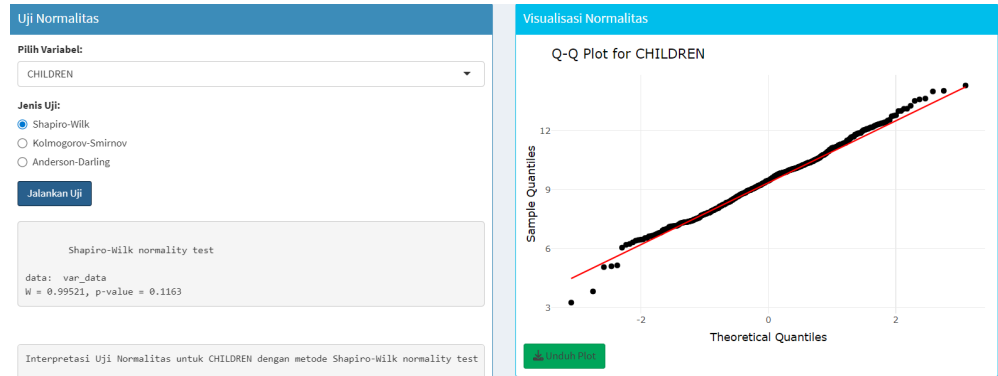 Uji Normalitas
Pilih Variabel:
CHILDREN
Jenis Uji:
Shapiro-Wilk
Kolmogorov-Smirnov
Anderson-Darling
Jalankan Uji
Shapiro-Wilk normality test
data:  var_data
W = 0.99521, p-value = 0.1163
Interpretasi Uji Normalitas untuk CHILDREN dengan metode Shapiro-Wilk normality test
Visualisasi Normalitas
Q-Q Plot for CHILDREN
Sample Quantiles
12
9
6
3
-2
0
2
Theoretical Quantiles
Unduh Plot